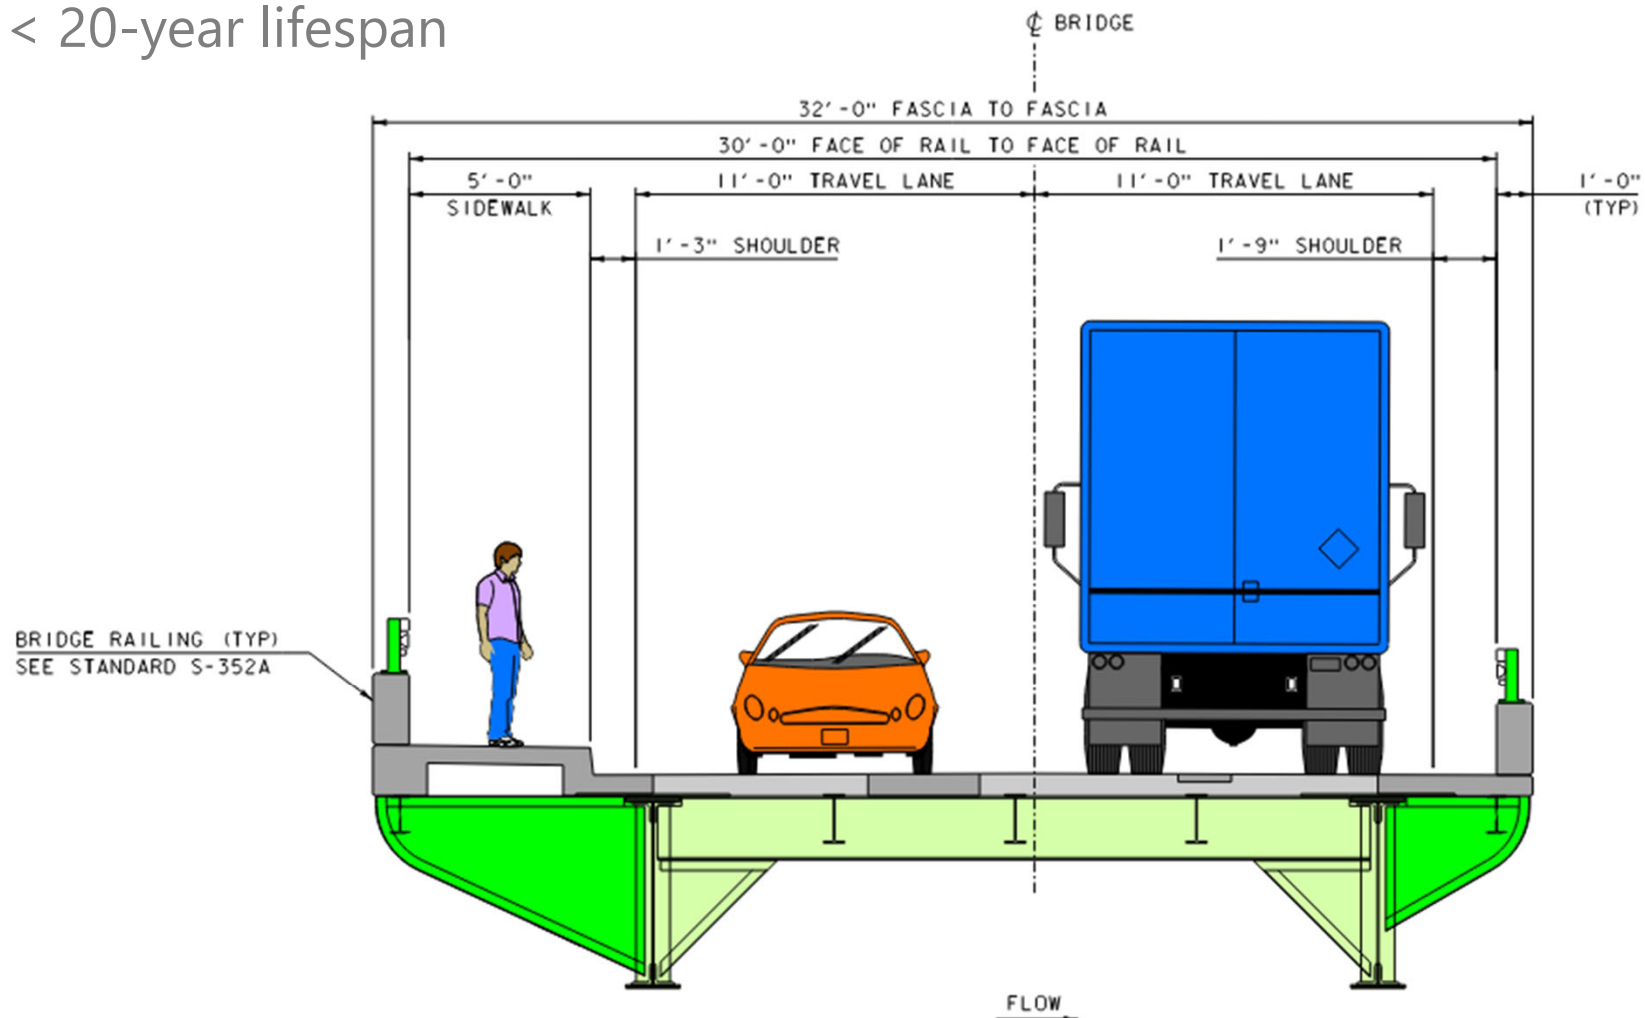 < 20-year lifespan
℄ BRIDGE
32'-0" FASCIA TO FASCIA
30'-0" FACE OF RAIL TO FACE OF RAIL
5'-0"
SIDEWALK
11'-0" TRAVEL LANE
11'-0" TRAVEL LANE
1'-0"
(TYP)
1'-3" SHOULDER
1'-9" SHOULDER
BRIDGE RAILING (TYP)
SEE STANDARD S-352A
FLOW